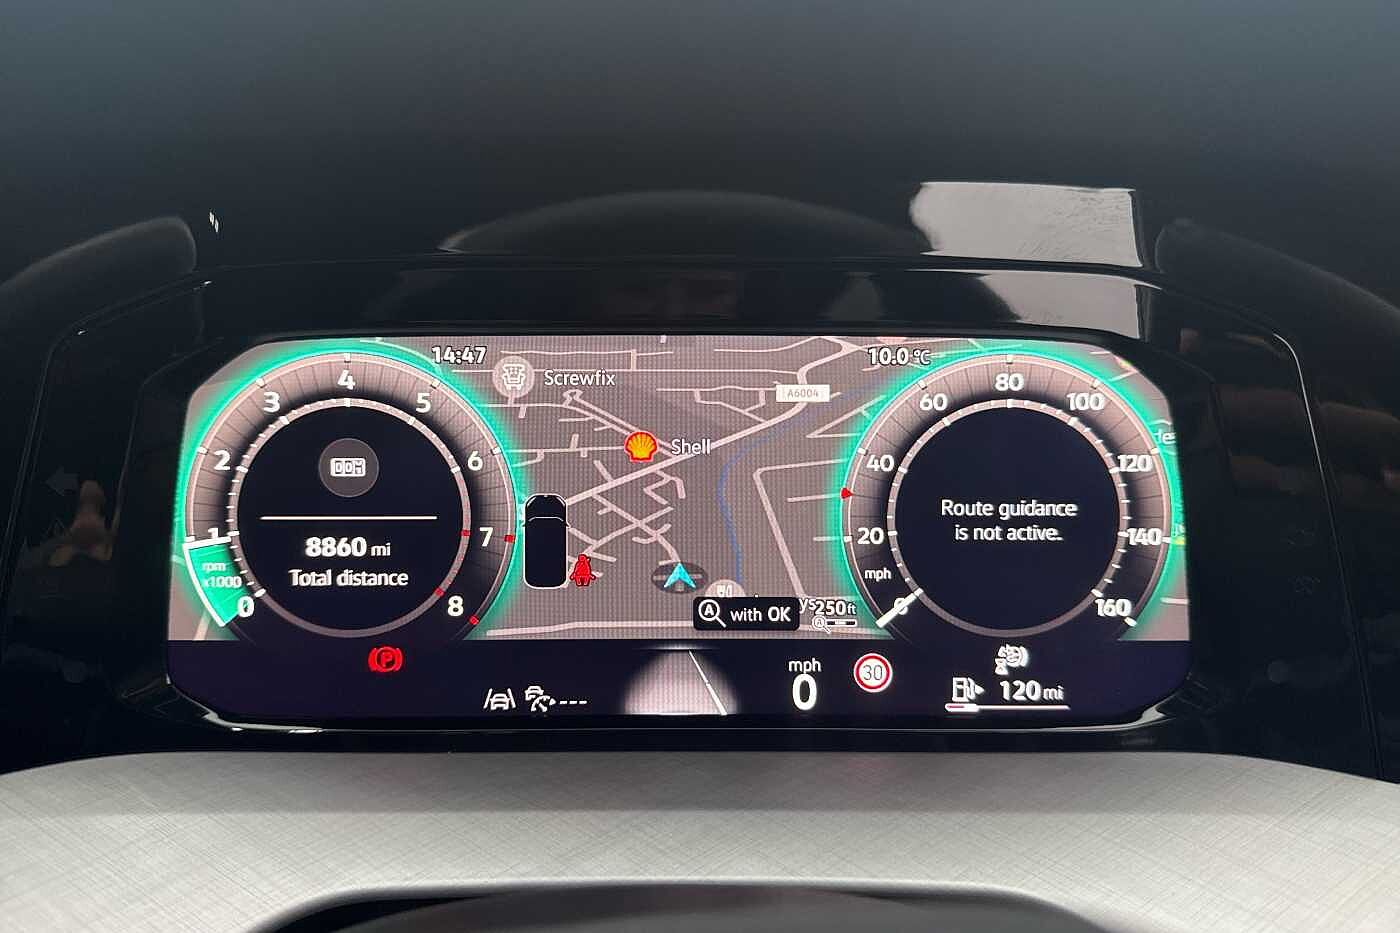 14:47
10.0 °C
Screwfix
A6004
Shell
0
1
2
3
4
5
6
7
8
rpm
x1000
8860 mi
Total distance
0
20
40
60
80
100
120
140
160
mph
Route guidance
is not active.
A with OK
250 ft
P
---
mph
0
30
120 mi